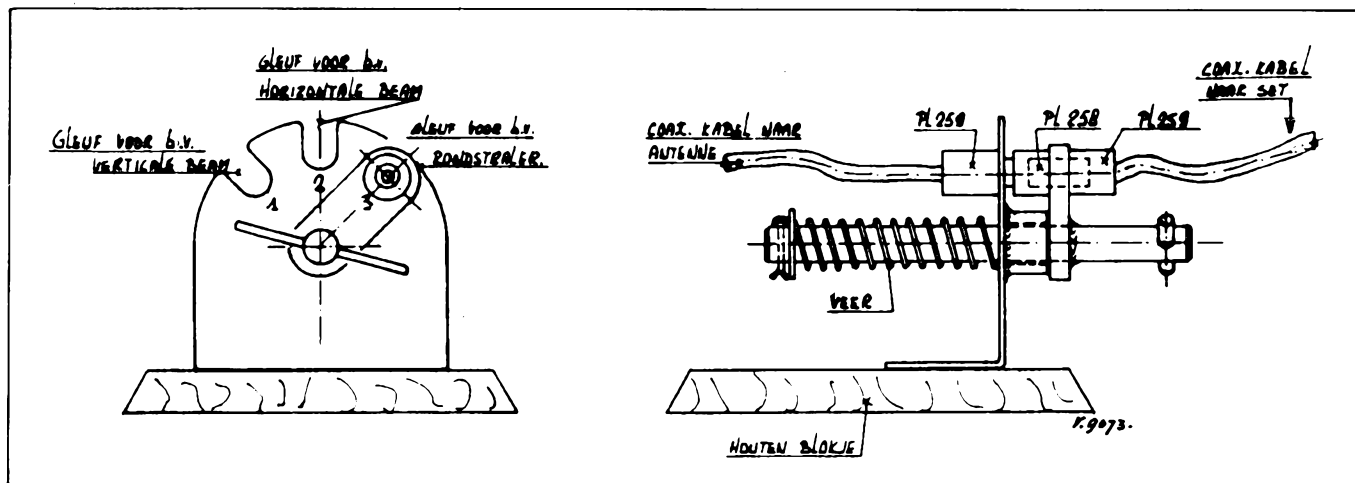 GLEUF VOOR b.v.
HORIZONTALE BEAM
GLEUF VOOR b.v.
VERTICALE BEAM
GLEUF VOOR b.v.
RONDSTRALER.
1
2
3
COAX. KABEL NAAR
ANTENNE
PL 259
PL 258
PL 259
COAX. KABEL
NAAR SET
VEER
HOUTEN BLOKJE
V.9073.